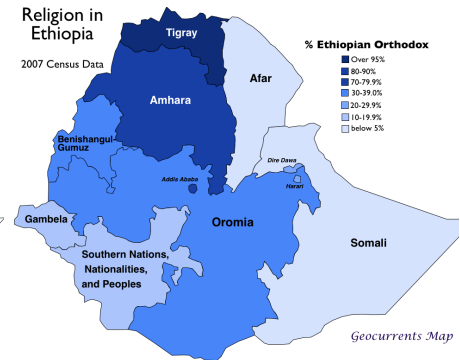 Religion in
Ethiopia
2007 Census Data
Tigray
% Ethiopian Orthodox
Over 95%
80-90%
70-79.9%
30-39.0%
20-29.9%
10-19.9%
below 5%
Afar
Amhara
Benishangul
Gumuz
Dire Dawa
Addis Ababa
Harari
Gambela
Oromia
Somali
Southern Nations,
Nationalities,
and Peoples
Geocurrents Map